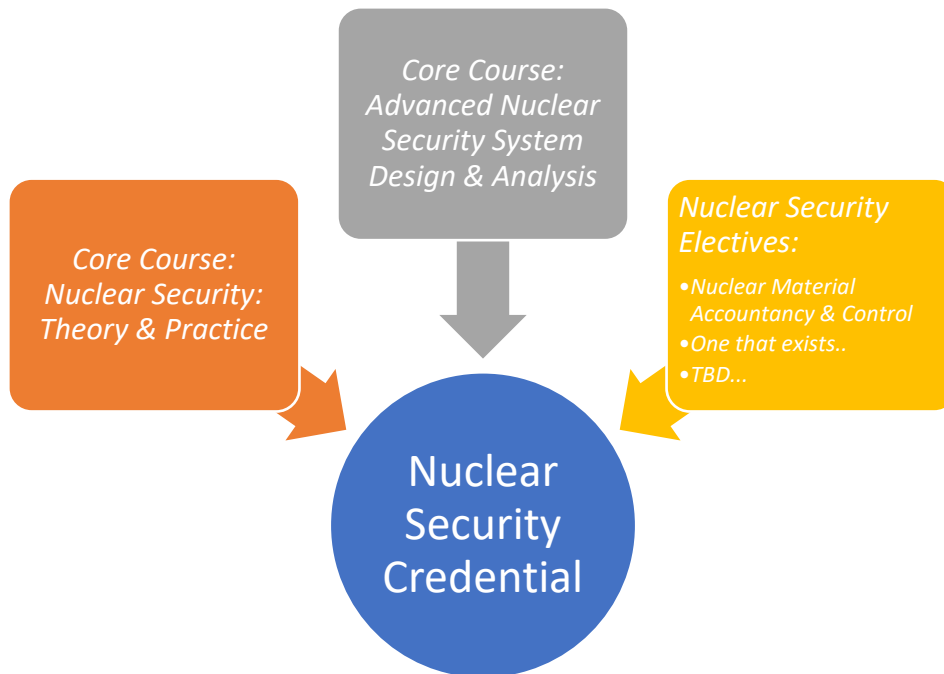 Core Course:
Advanced Nuclear
Security System
Design & Analysis
Core Course:
Nuclear Security:
Theory & Practice
Nuclear Security
Electives:
•Nuclear Material
Accountancy & Control
•One that exists..
•TBD...
Nuclear
Security
Credential